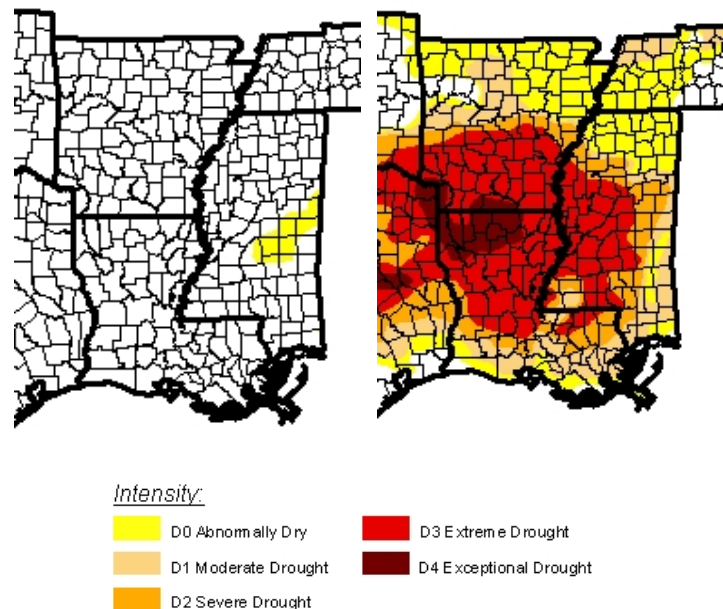 Intensity:
D0 Abnormally Dry
D1 Moderate Drought
D2 Severe Drought
D3 Extreme Drought
D4 Exceptional Drought